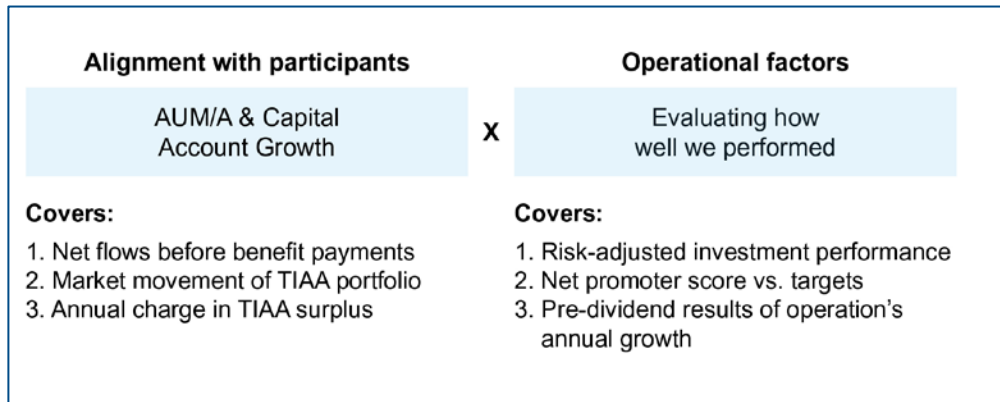 Alignment with participants
AUM/A & Capital
Account Growth
X
Operational factors
Evaluating how
well we performed
Covers:
1. Net flows before benefit payments
2. Market movement of TIAA portfolio
3. Annual charge in TIAA surplus
Covers:
1. Risk-adjusted investment performance
2. Net promoter score vs. targets
3. Pre-dividend results of operation's
annual growth